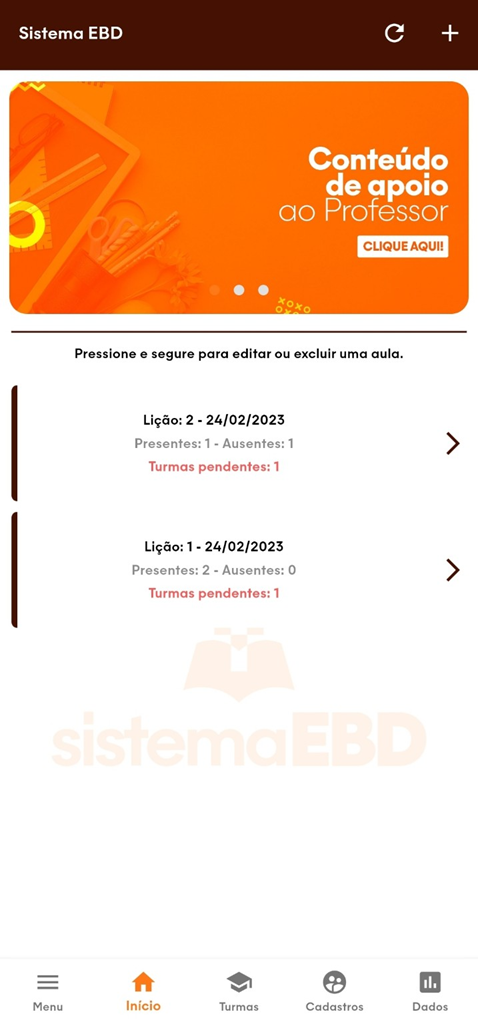 Sistema EBD
Conteúdo
de apoio
ao Professor
CLIQUE AQUI!
XOXO
OXO
Pressione e segure para editar ou excluir uma aula.
Lição: 2 - 24/02/2023
Presentes: 1 - Ausentes: 1
Turmas pendentes: 1
Lição: 1 - 24/02/2023
Presentes: 2 - Ausentes: 0
Turmas pendentes: 1
sistemaEBD
Menu
Início
Turmas
Cadastros
Dados